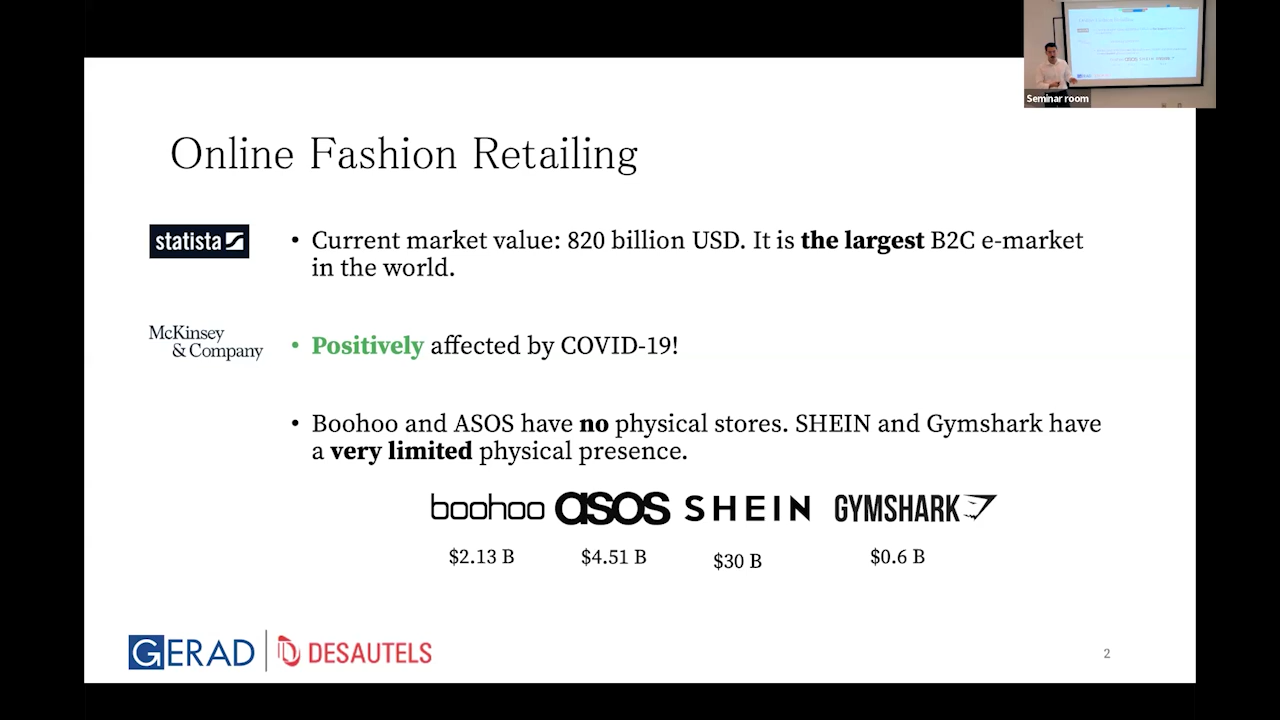 Seminar room
Online Fashion Retailing
statista
• Current market value: 820 billion USD. It is the largest B2C e-market
in the world.
McKinsey
& Company
• Positively affected by COVID-19!
• Boohoo and ASOS have no physical stores. SHEIN and Gymshark have
a very limited physical presence.
boohoo asos SHEIN GYMSHARK
$2.13 B $4.51 B $30 B $0.6 B
GERAD DESAUTELS
2